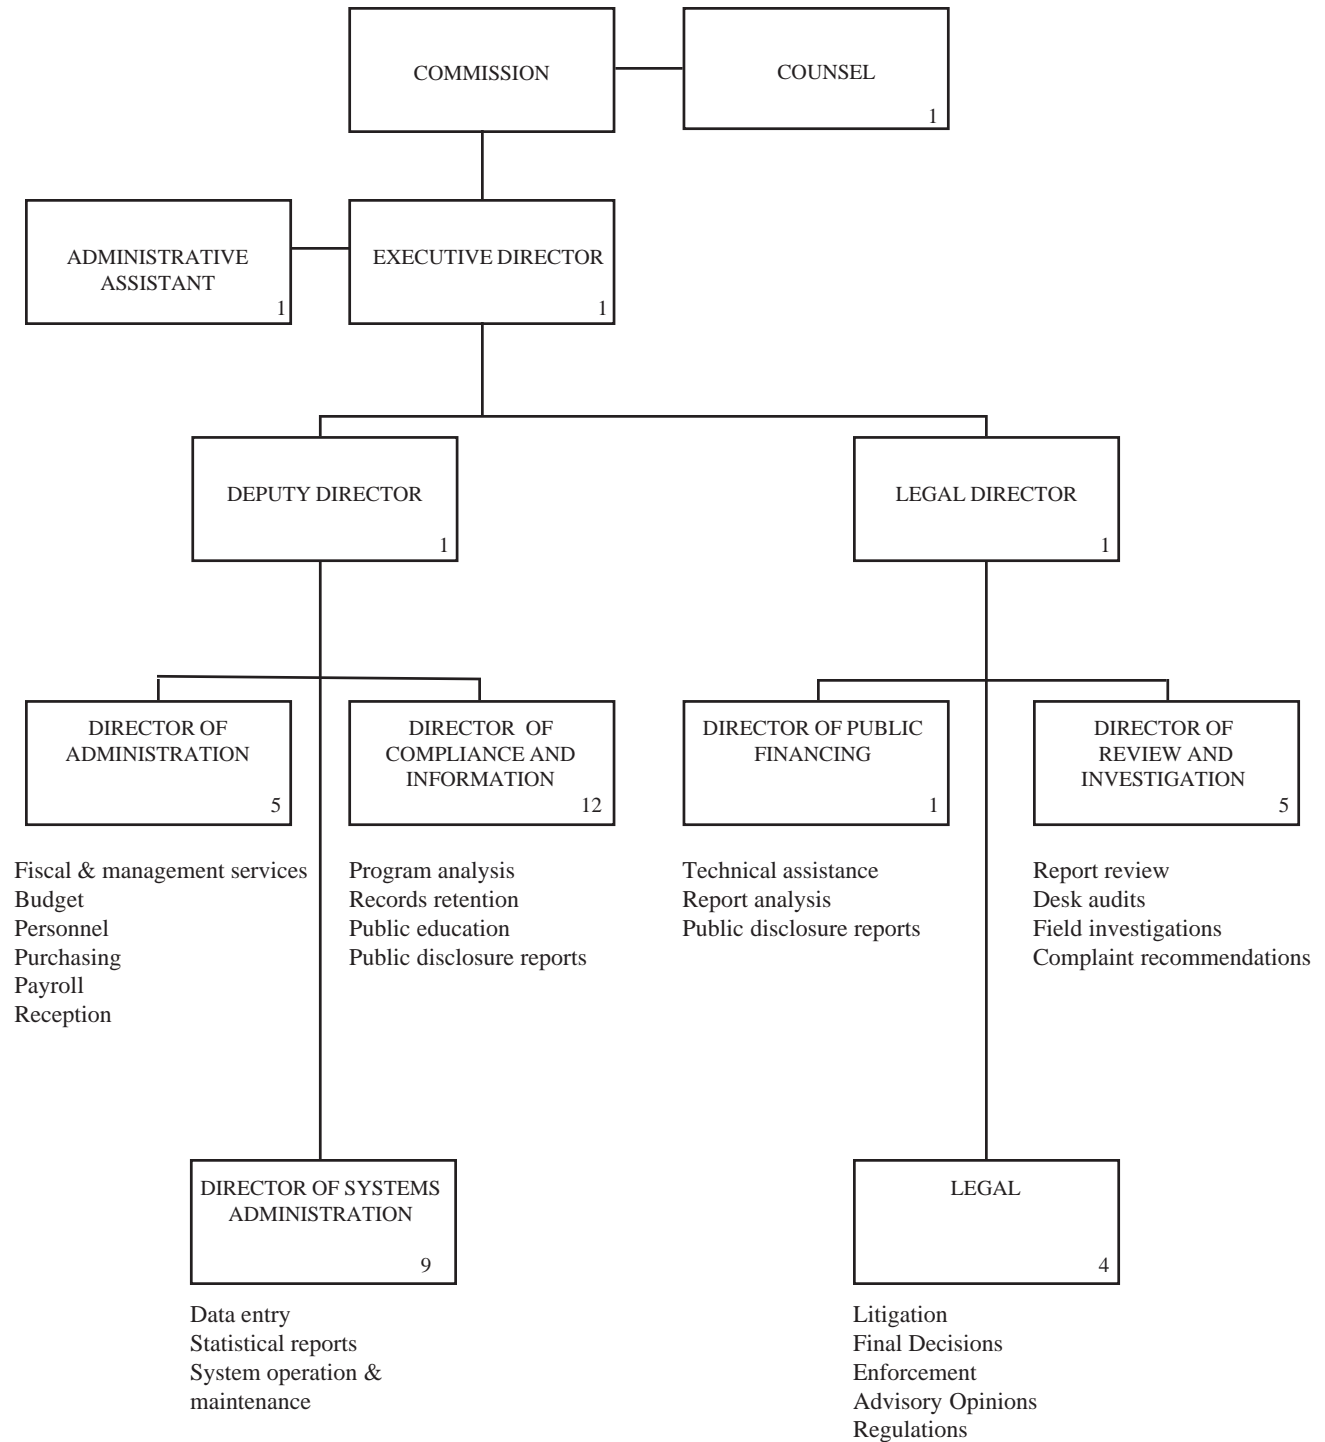 COMMISSION
COUNSEL
1
ADMINISTRATIVE
ASSISTANT
1
EXECUTIVE DIRECTOR
1
DEPUTY DIRECTOR
1
LEGAL DIRECTOR
1
DIRECTOR OF
ADMINISTRATION
5
Fiscal & management services
Budget
Personnel
Purchasing
Payroll
Reception
DIRECTOR OF
COMPLIANCE AND
INFORMATION
12
Program analysis
Records retention
Public education
Public disclosure reports
DIRECTOR OF PUBLIC
FINANCING
1
Technical assistance
Report analysis
Public disclosure reports
DIRECTOR OF
REVIEW AND
INVESTIGATION
5
Report review
Desk audits
Field investigations
Complaint recommendations
DIRECTOR OF SYSTEMS
ADMINISTRATION
9
Data entry
Statistical reports
System operation &
maintenance
LEGAL
4
Litigation
Final Decisions
Enforcement
Advisory Opinions
Regulations